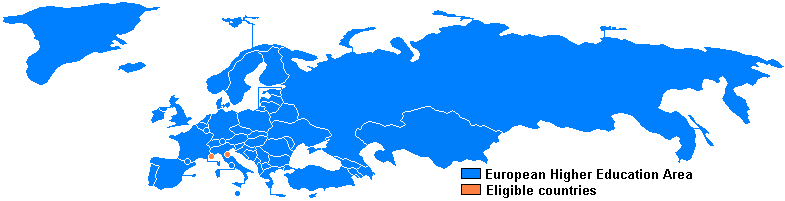 European Higher Education Area
Eligible countries